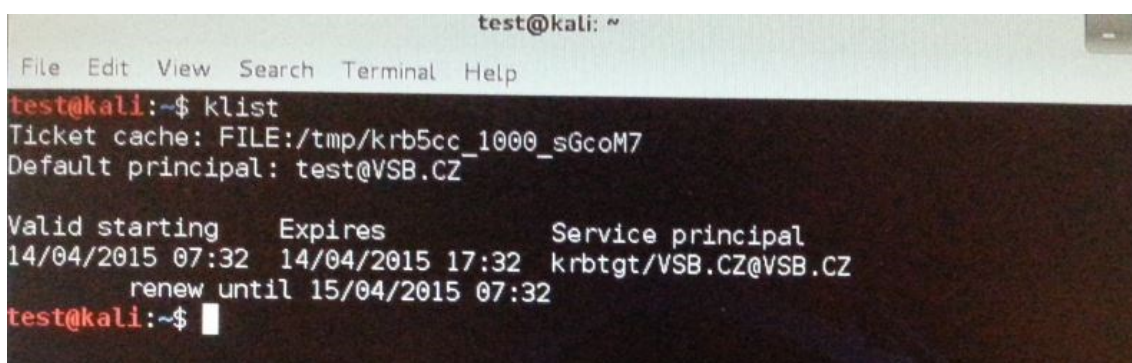 test@kali: ~
File Edit View Search Terminal Help
test@kali:~$ klist
Ticket cache: FILE:/tmp/krb5cc_1000_sGcoM7
Default principal: test@VSB.CZ
Valid starting Expires Service principal
14/04/2015 07:32 14/04/2015 17:32 krbtgt/VSB.CZ@VSB.CZ
renew until 15/04/2015 07:32
test@kali:~$